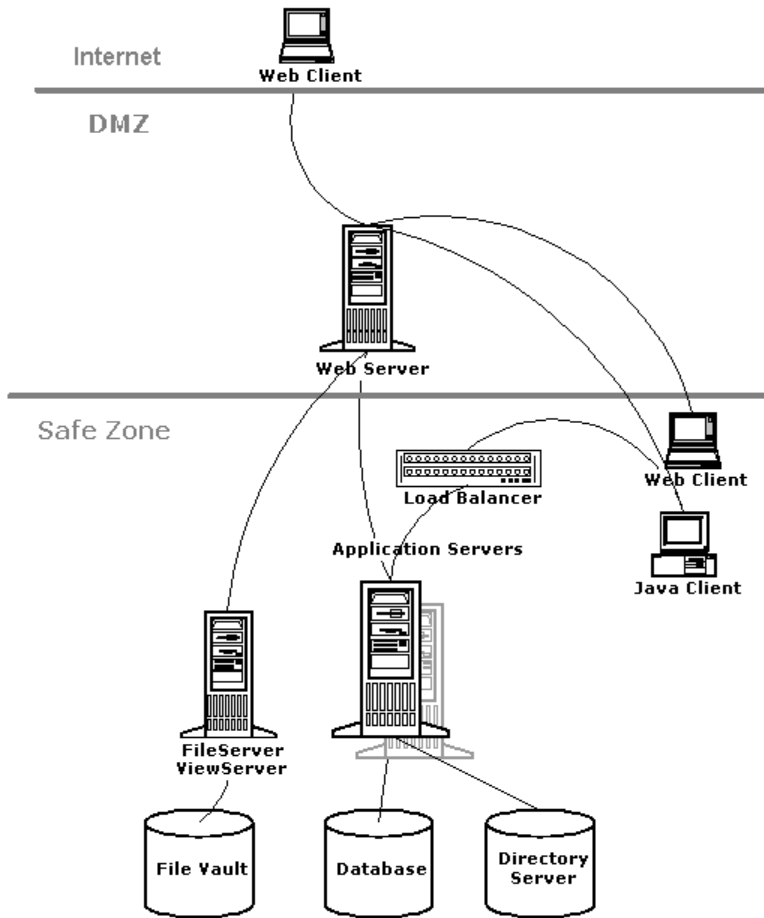 Internet
Web Client
DMZ
Web Server
Safe Zone
Web Client
Load Balancer
Application Servers
Java Client
FileServer
ViewServer
File Vault
Database
Directory
Server